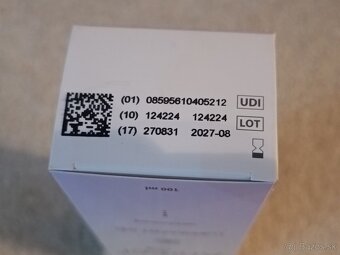 (01) 08595610405212 UDI
(10) 124224 124224 LOT
(17) 270831 2027-08
100 ml